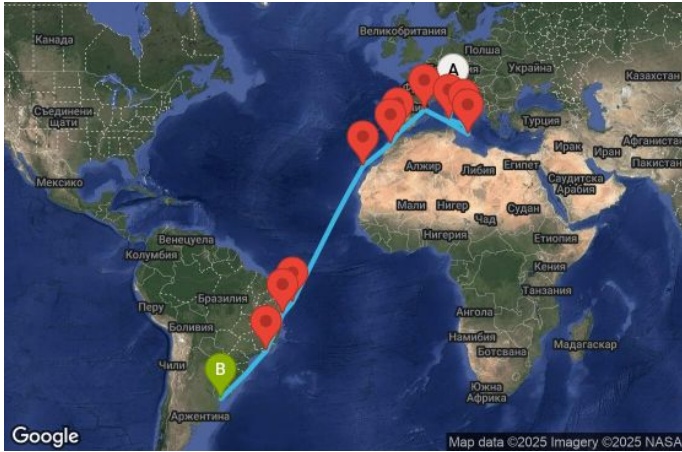 Канада
Великобритания
Полша
A
Украйна
Казахстан
Съединени
щати
Турция
Афганистан
Ирак
Иран
Пакистан
Алжир
Либия
Египет
Саудитска
Арабия
Мексико
Мали
Нигер
Судан
Чад
Нигерия
Етиопия
Венецуела
Колумбия
Кения
Бразилия
Танзания
Перу
Ангола
Боливия
Намибия
Мадагаскар
Ботсвана
Чили
B
Южна
Африка
Аржентина
Google
Map data ©2025 Imagery ©2025 NASA